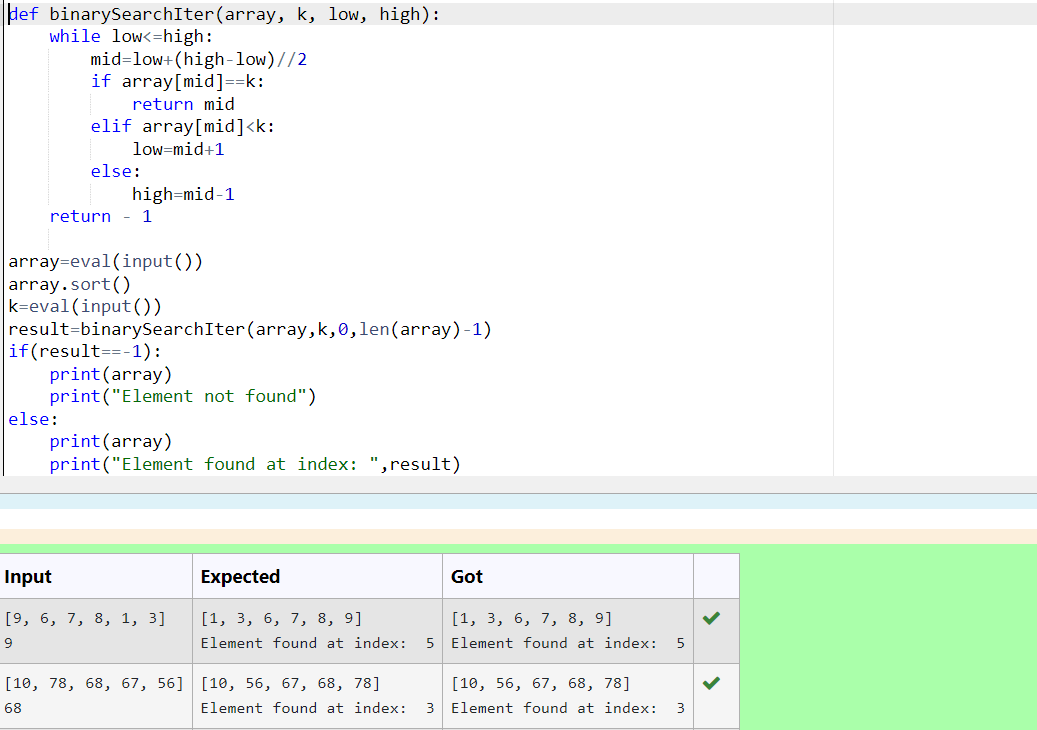 def binarySearchIter(array, k, low, high):
    while low<=high:
        mid=low+(high-low)//2
        if array[mid]==k:
            return mid
        elif array[mid]<k:
            low=mid+1
        else:
            high=mid-1
    return - 1
array=eval(input())
array.sort()
k=eval(input())
result=binarySearchIter(array,k,0,len(array)-1)
if(result==-1):
    print(array)
    print("Element not found")
else:
    print(array)
    print("Element found at index: ",result)
Input Expected Got
[9, 6, 7, 8, 1, 3] [1, 3, 6, 7, 8, 9] [1, 3, 6, 7, 8, 9]
9 Element found at index:  5 Element found at index:  5
[10, 78, 68, 67, 56] [10, 56, 67, 68, 78] [10, 56, 67, 68, 78]
68 Element found at index:  3 Element found at index:  3